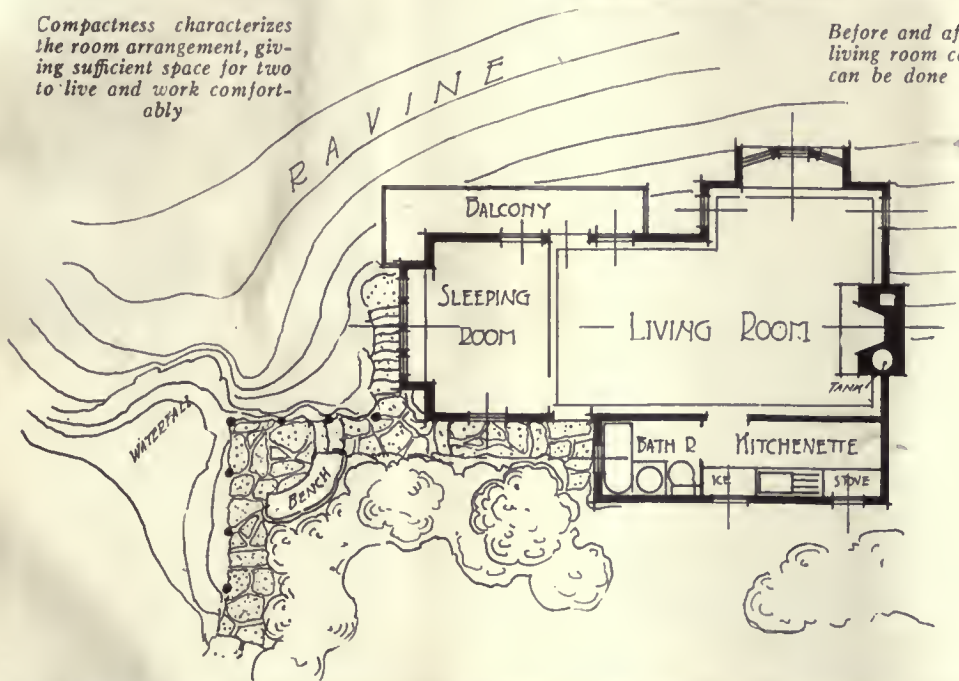 Compactness characterizes
the room arrangement, giv-
ing sufficient space for two
to live and work comfort-
ably
Before and af
living room c
can be done
RAVINE
BALCONY
SLEEPING
ROOM
LIVING ROOM
TANK
WATERFALL
BENCH
BATH R
KITCHENETTE
ICE
STOVE